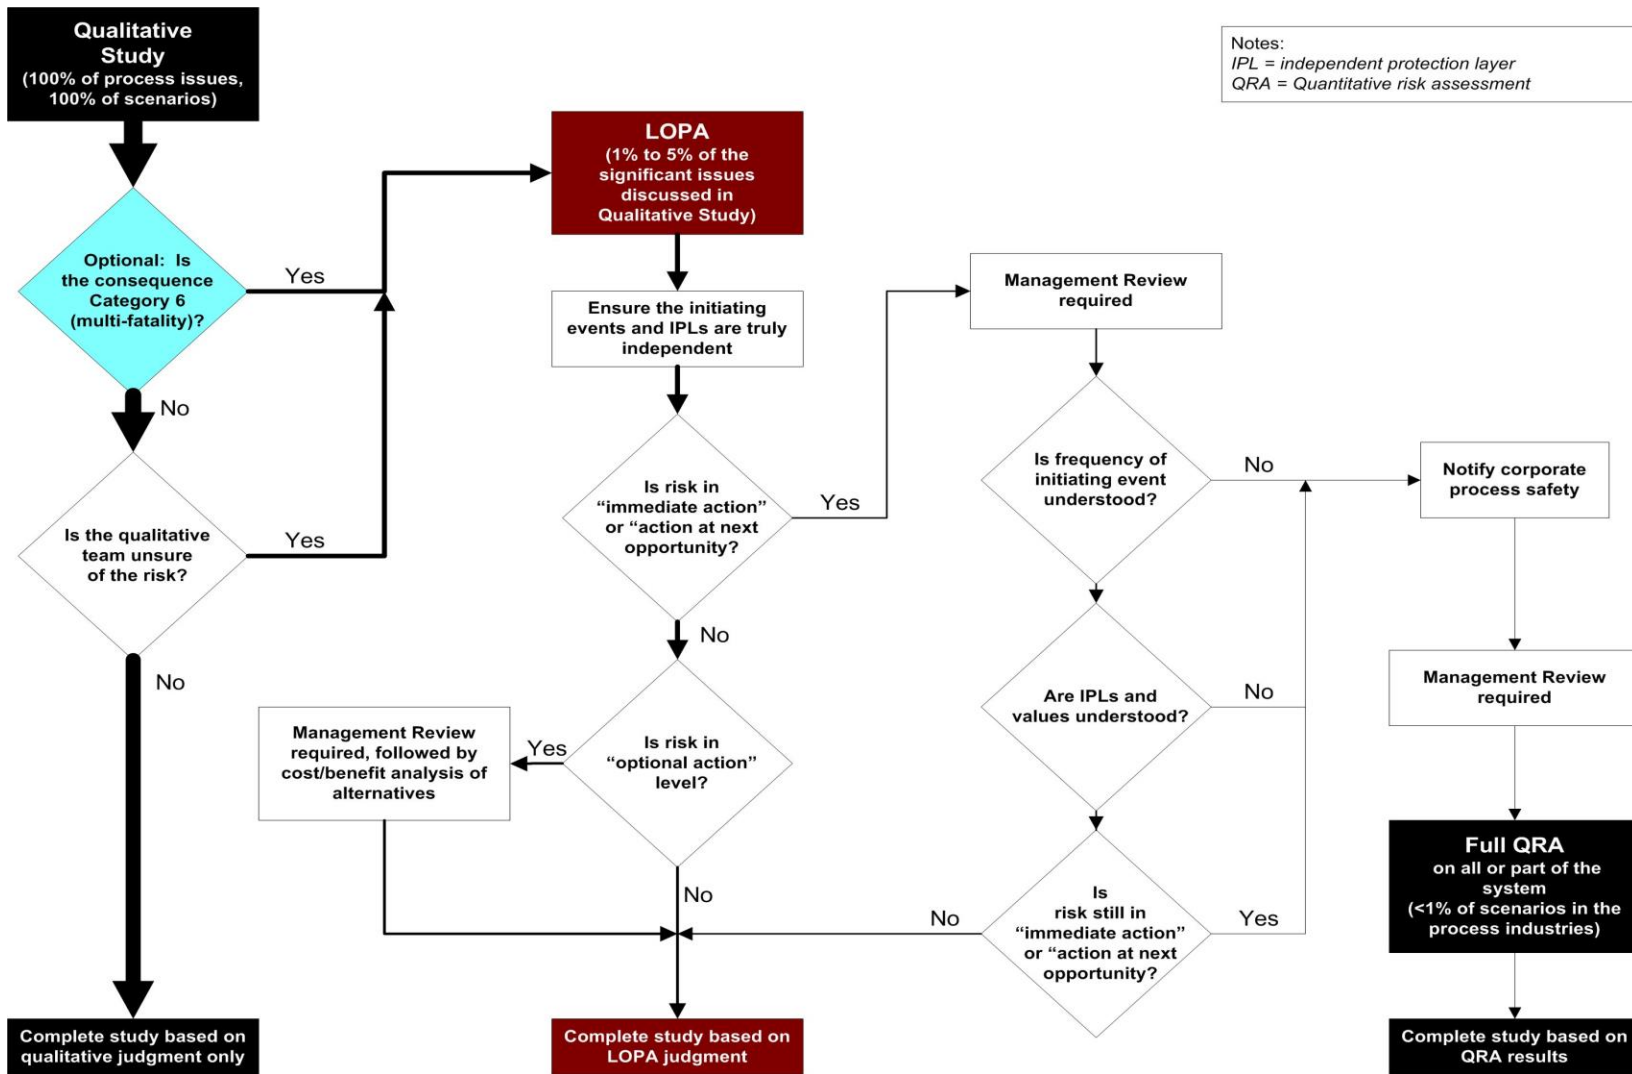 Qualitative
Study
(100% of process issues,
100% of scenarios)
Notes:
IPL = independent protection layer
QRA = Quantitative risk assessment
LOPA
(1% to 5% of the
significant issues
discussed in
Qualitative Study)
Optional: Is
the consequence
Category 6
(multi-fatality)?
Yes
No
Ensure the initiating
events and IPLs are truly
independent
Management Review
required
Is the qualitative
team unsure
of the risk?
Yes
No
Is risk in
“immediate action”
or “action at next
opportunity?
Yes
No
Is frequency of
initiating event
understood?
No
Notify corporate
process safety
Are IPLs and
values understood?
No
Management Review
required
Management Review
required, followed by
cost/benefit analysis of
alternatives
Yes
Is risk in
“optional action”
level?
No
Is
risk still in
“immediate action”
or “action at next
opportunity?
No
Yes
Full QRA
on all or part of the
system
(<1% of scenarios in the
process industries)
Complete study based on
qualitative judgment only
Complete study based on
LOPA judgment
Complete study based on
QRA results